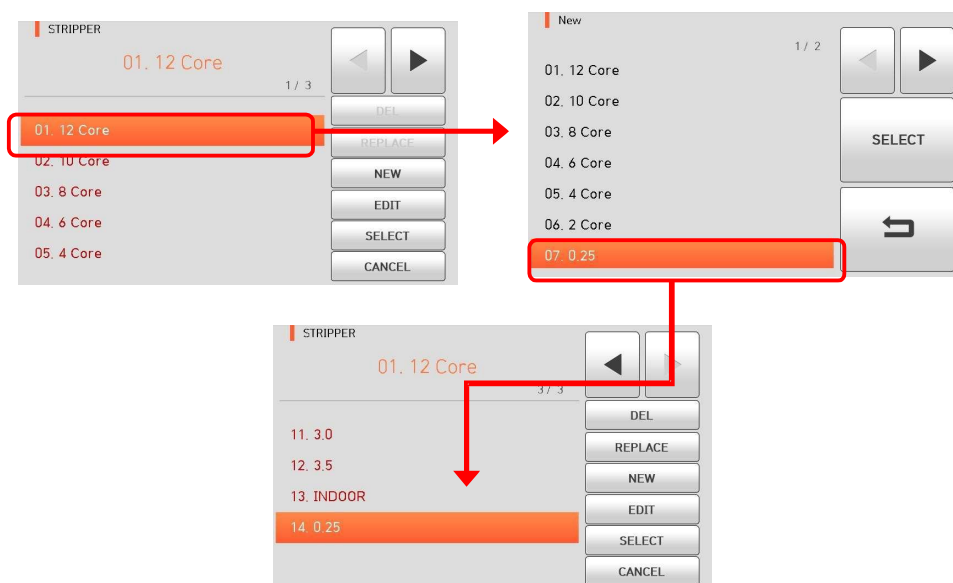 STRIPPER
01. 12 Core
1/ 3
01. 12 Core
02. 10 Core
03. 8 Core
04. 6 Core
05. 4 Core
DEL
REPLACE
NEW
EDIT
SELECT
CANCEL
New
1/ 2
01. 12 Core
02. 10 Core
03. 8 Core
04. 6 Core
05. 4 Core
06. 2 Core
07. 0.25
SELECT
STRIPPER
01. 12 Core
3/ 3
11. 3.0
12. 3.5
13. INDOOR
14. 0.25
DEL
REPLACE
NEW
EDIT
SELECT
CANCEL